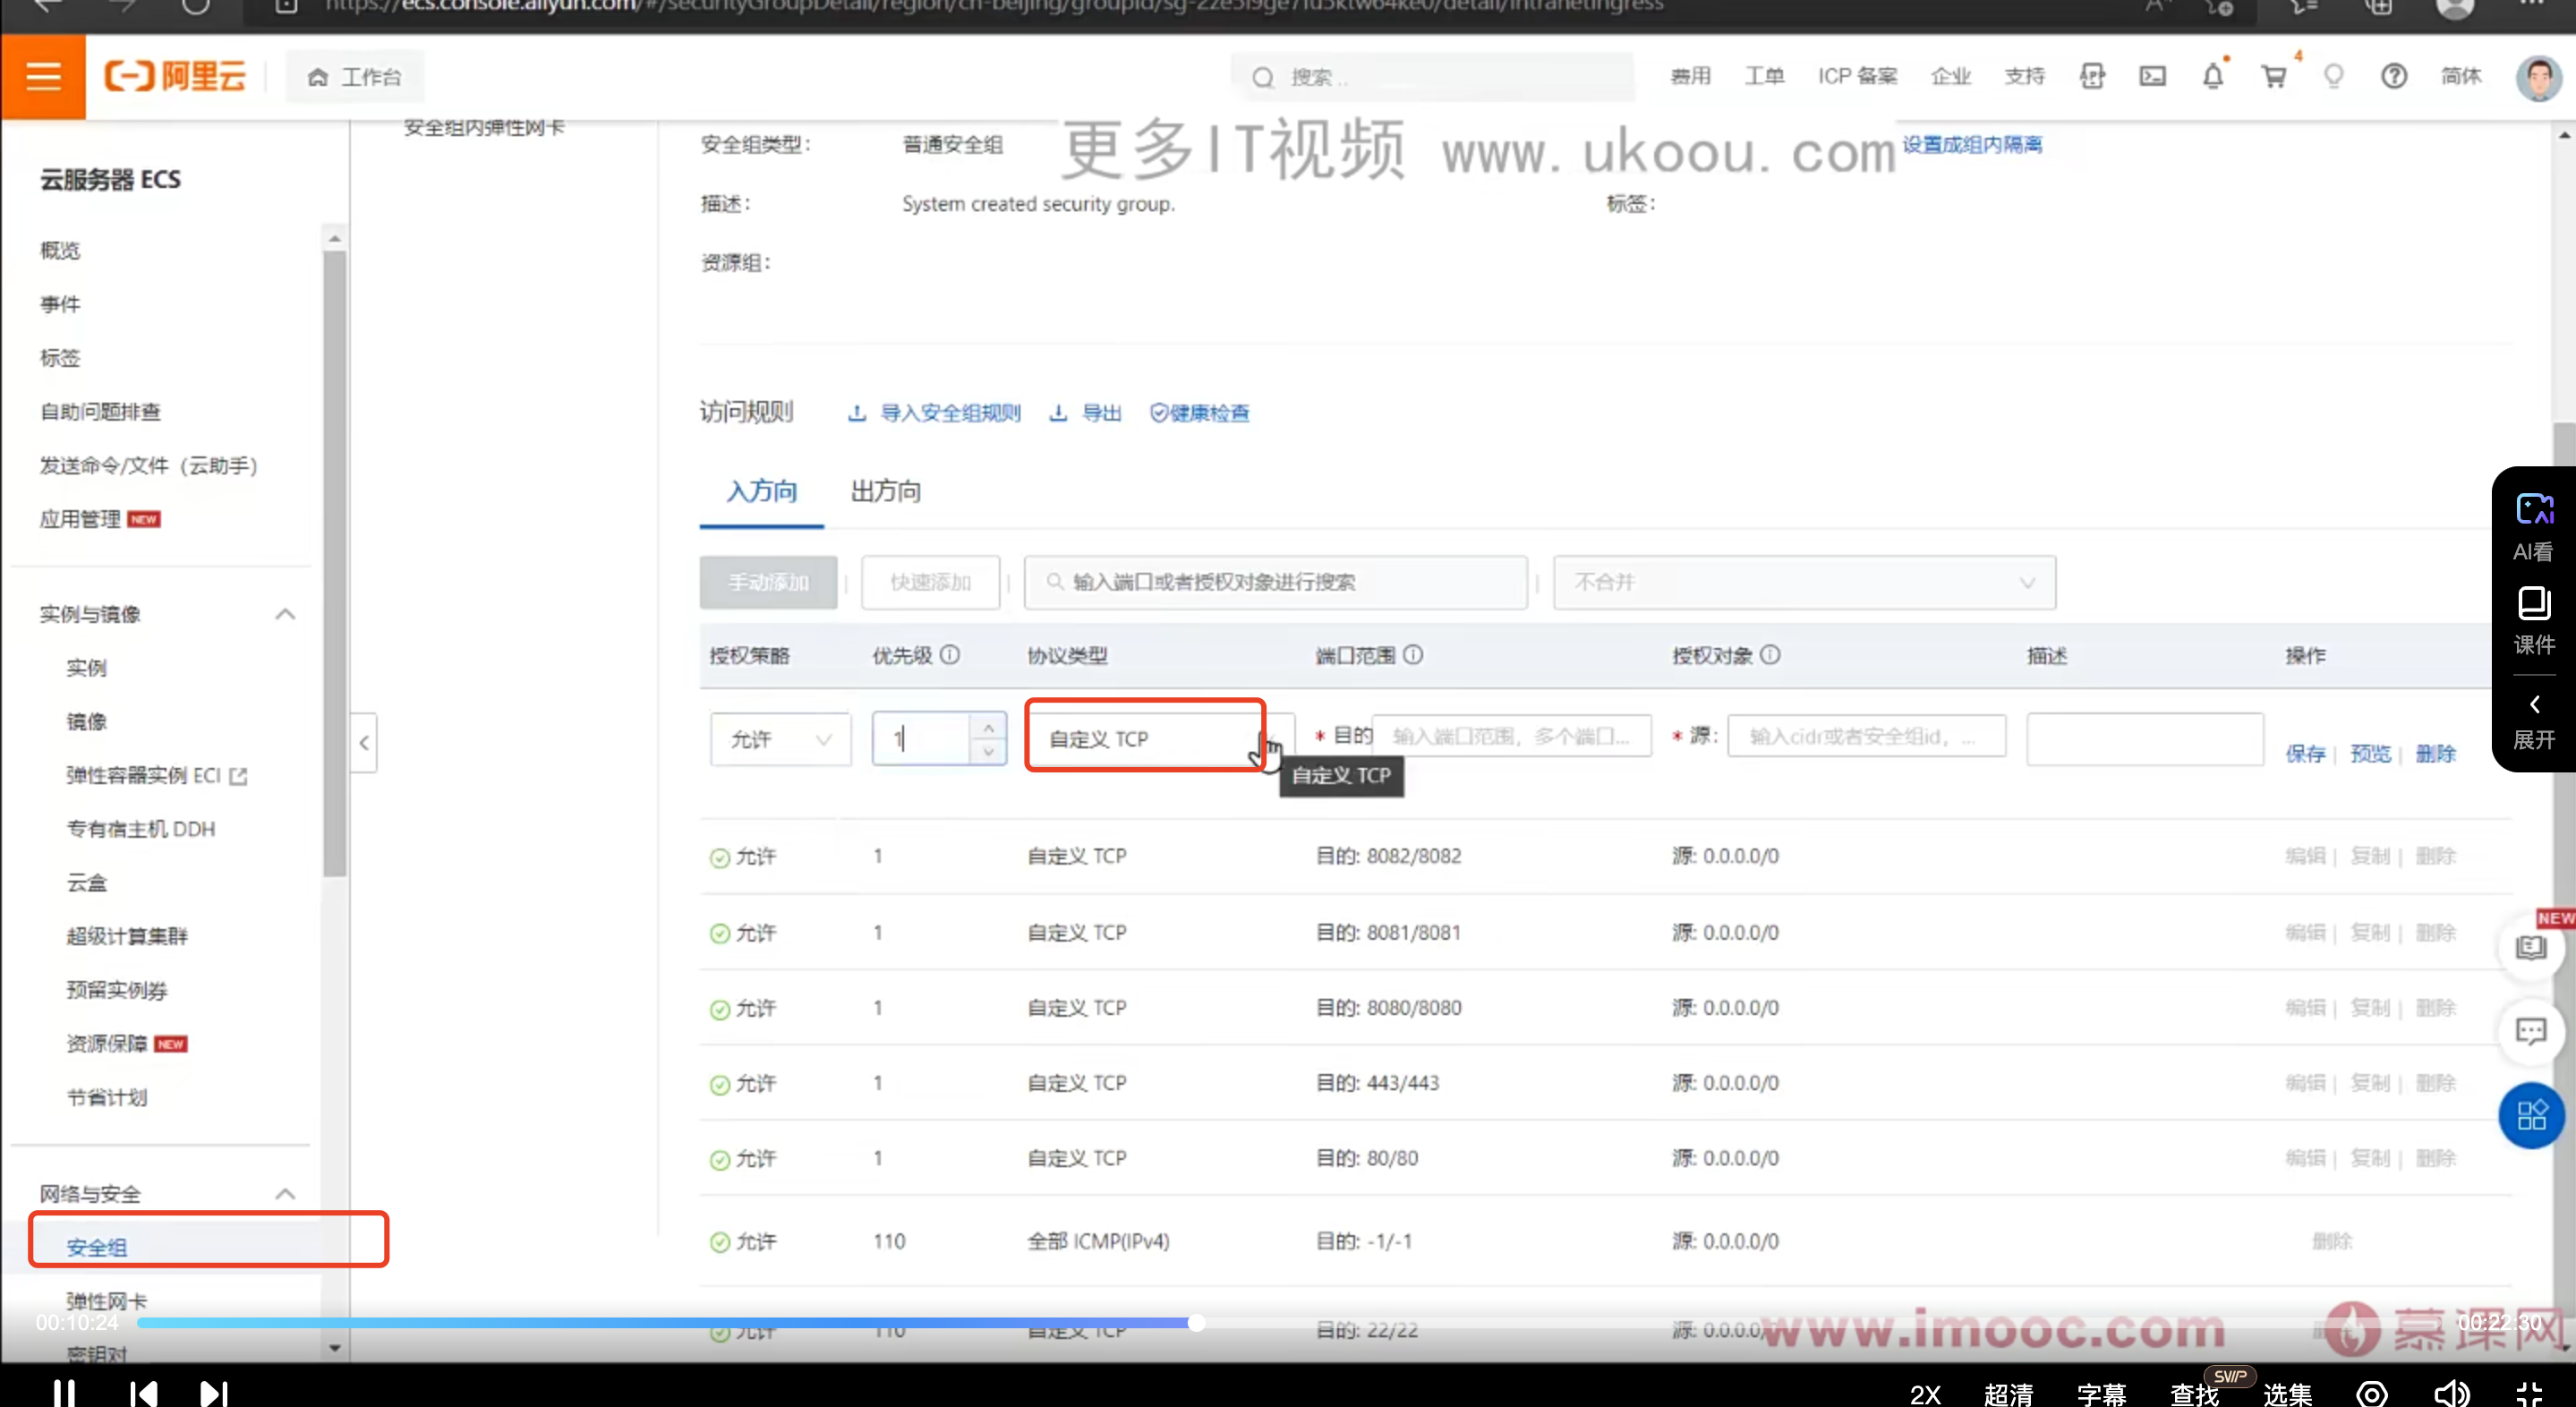 阿里云
工作台
搜索..
费用
工单
ICP 备案
企业
支持
4
简体
安全组内弹性网卡
安全组类型:
普通安全组
更多IT视频 www.ukoou.com
设置成组内隔离
描述:
System created security group.
标签:
资源组:
云服务器 ECS
概览
事件
标签
自助问题排查
发送命令/文件（云助手）
应用管理 NEW
实例与镜像
实例
镜像
弹性容器实例 ECI
专有宿主机 DDH
云盒
超级计算集群
预留实例券
资源保障 NEW
节省计划
网络与安全
安全组
弹性网卡
密钥对
访问规则
导入安全组规则
导出
健康检查
入方向
出方向
手动添加
快速添加
输入端口或者授权对象进行搜索
不合并
授权策略 优先级 协议类型 端口范围 授权对象 描述 操作
允许 1 自定义 TCP * 目的 输入端口范围，多个端口... * 源: 输入cidr或者安全组id，... 保存 | 预览 | 删除
自定义 TCP
允许 1 自定义 TCP 目的: 8082/8082 源: 0.0.0.0/0 编辑 | 复制 | 删除
允许 1 自定义 TCP 目的: 8081/8081 源: 0.0.0.0/0 编辑 | 复制 | 删除
允许 1 自定义 TCP 目的: 8080/8080 源: 0.0.0.0/0 编辑 | 复制 | 删除
允许 1 自定义 TCP 目的: 443/443 源: 0.0.0.0/0 编辑 | 复制 | 删除
允许 1 自定义 TCP 目的: 80/80 源: 0.0.0.0/0 编辑 | 复制 | 删除
允许 110 全部 ICMP(IPv4) 目的: -1/-1 源: 0.0.0.0/0 删除
允许 110 自定义 TCP 目的: 22/22 源: 0.0.0.0/
www.imooc.com 慕课网
AI看
课件
展开
NEW
00:10:24
00:22:30
2X
超清
字幕
查找
SVIP
选集